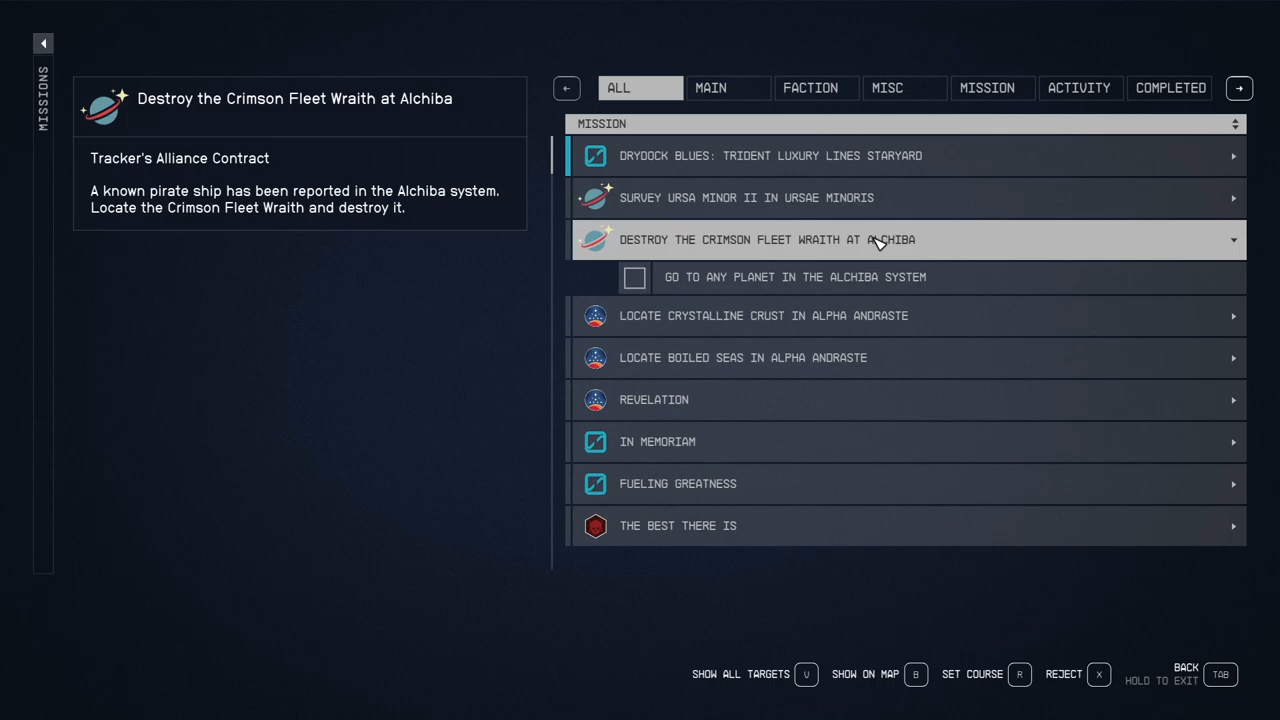 MISSIONS
Destroy the Crimson Fleet Wraith at Alchiba
Tracker's Alliance Contract
A known pirate ship has been reported in the Alchiba system.
Locate the Crimson Fleet Wraith and destroy it.
ALL MAIN FACTION MISC MISSION ACTIVITY COMPLETED
MISSION
DRYDOCK BLUES: TRIDENT LUXURY LINES STARYARD
SURVEY URSA MINOR II IN URSAE MINORIS
DESTROY THE CRIMSON FLEET WRAITH AT ALCHIBA
GO TO ANY PLANET IN THE ALCHIBA SYSTEM
LOCATE CRYSTALLINE CRUST IN ALPHA ANDRASTE
LOCATE BOILED SEAS IN ALPHA ANDRASTE
REVELATION
IN MEMORIAM
FUELING GREATNESS
THE BEST THERE IS
SHOW ALL TARGETS V SHOW ON MAP B SET COURSE R REJECT X BACK TAB
HOLD TO EXIT